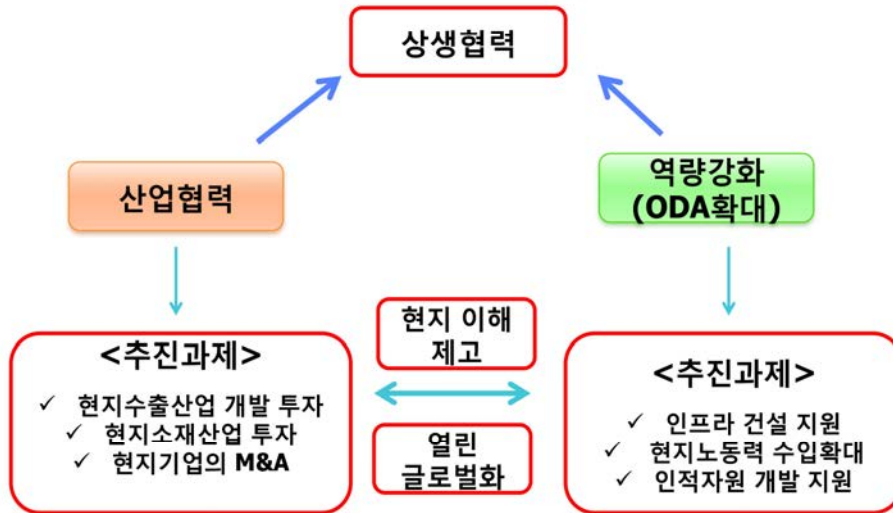 상생협력
산업협력
역량강화
(ODA확대)
<추진과제>
✓ 현지수출산업 개발 투자
✓ 현지소재산업 투자
✓ 현지기업의 M&A
현지 이해
제고
열린
글로벌화
<추진과제>
✓ 인프라 건설 지원
✓ 현지노동력 수입확대
✓ 인적자원 개발 지원